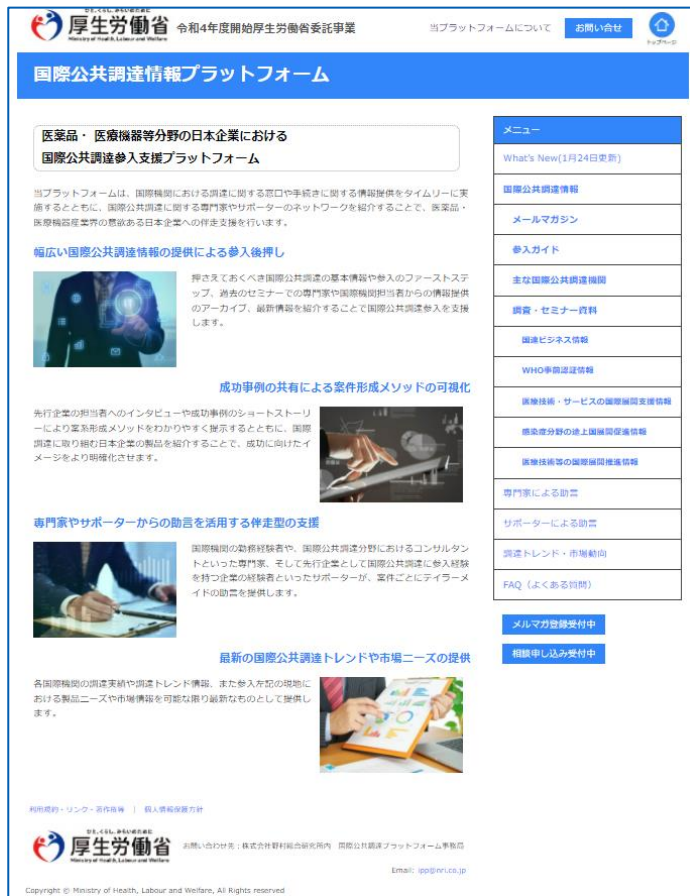 ひと、くらし、みらいのために
厚生労働省
Ministry of Health, Labour and Welfare
令和4年度開始厚生労働省委託事業
当プラットフォームについて
お問い合せ
トップページ
国際公共調達情報プラットフォーム
医薬品・ 医療機器等分野の日本企業における
国際公共調達参入支援プラットフォーム
当プラットフォームは、国際機関における調達に関する窓口や手続きに関する情報提供をタイムリーに実
施するとともに、国際公共調達に関する専門家やサポーターのネットワークを紹介することで、医薬品・
医療機器産業界の意欲ある日本企業への伴走支援を行います。
幅広い国際公共調達情報の提供による参入後押し
押さえておくべき国際公共調達の基本情報や参入のファーストステ
ップ、過去のセミナーでの専門家や国際機関担当者からの情報提供
のアーカイブ、最新情報を紹介することで国際公共調達参入を支援
します。
成功事例の共有による案件形成メソッドの可視化
先行企業の担当者へのインタビューや成功事例のショートストーリ
ーにより案系形成メソッドをわかりやすく提示するとともに、国際
調達に取り組む日本企業の製品を紹介することで、成功に向けたイ
メージをより明確化させます。
専門家やサポーターからの助言を活用する伴走型の支援
国際機関の勤務経験者や、国際公共調達分野におけるコンサルタン
トといった専門家、そして先行企業として国際公共調達に参入経験
を持つ企業の経験者といったサポーターが、案件ごとにテイラーメ
イドの助言を提供します。
最新の国際公共調達トレンドや市場ニーズの提供
各国際機関の調達実績や調達トレンド情報、また参入左記の現地に
おける製品ニーズや市場情報を可能な限り最新なものとして提供し
ます。
メニュー
What's New(1月24日更新)
国際公共調達情報
メールマガジン
参入ガイド
主な国際公共調達機関
調査・セミナー資料
国連ビジネス情報
WHO事前認証情報
医療技術・サービスの国際展開支援情報
感染症分野の途上国展開促進情報
医療技術等の国際展開推進情報
専門家による助言
サポーターによる助言
調達トレンド・市場動向
FAQ（よくある質問）
メルマガ登録受付中
相談申し込み受付中
利用規約・リンク・著作権等 | 個人情報保護方針
ひと、くらし、みらいのために
厚生労働省
Ministry of Health, Labour and Welfare
お問い合わせ先：株式会社野村総合研究所内 国際公共調達プラットフォーム事務局
Email: ipp@nri.co.jp
Copyright © Ministry of Health, Labour and Welfare, All Rights reserved